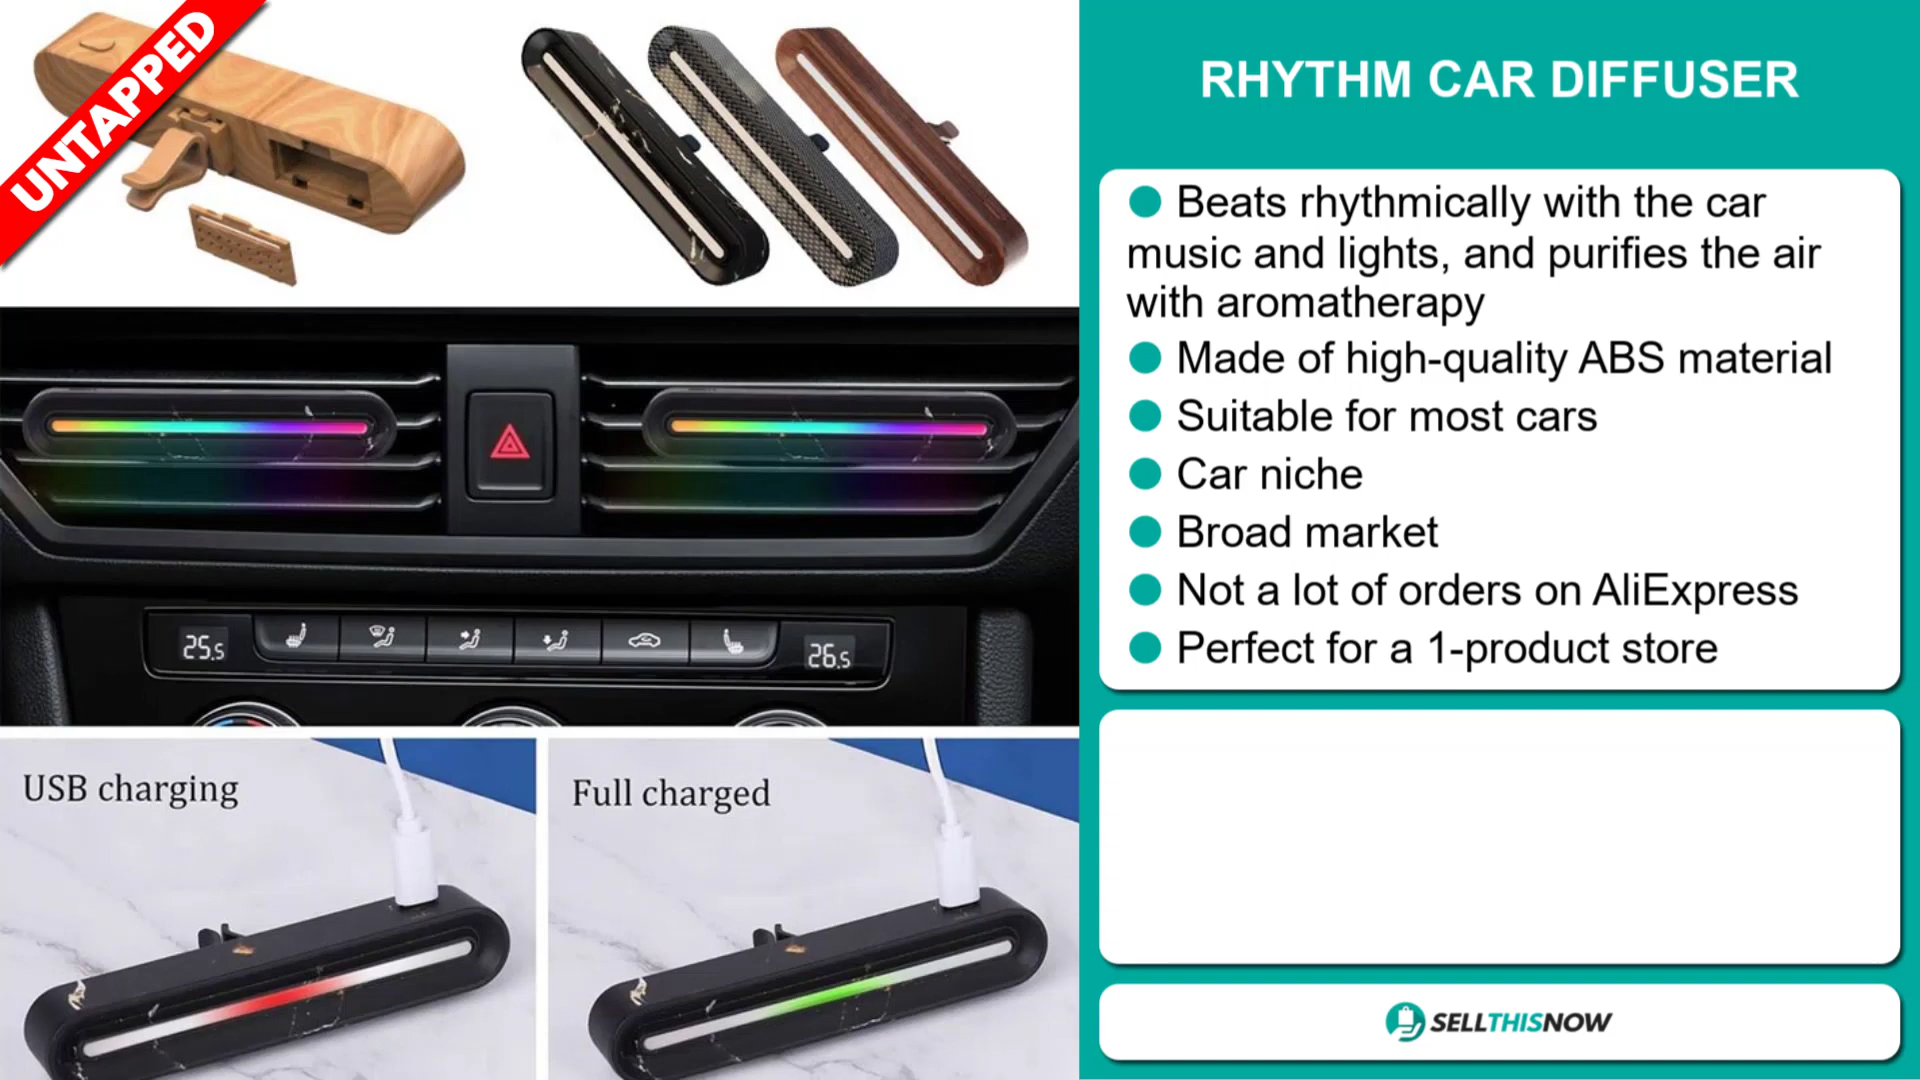 UNTAPPED
RHYTHM CAR DIFFUSER
Beats rhythmically with the car
music and lights, and purifies the air
with aromatherapy
Made of high-quality ABS material
Suitable for most cars
Car niche
Broad market
Not a lot of orders on AliExpress
Perfect for a 1-product store
25.5
26.5
USB charging
Full charged
SELLTHISNOW